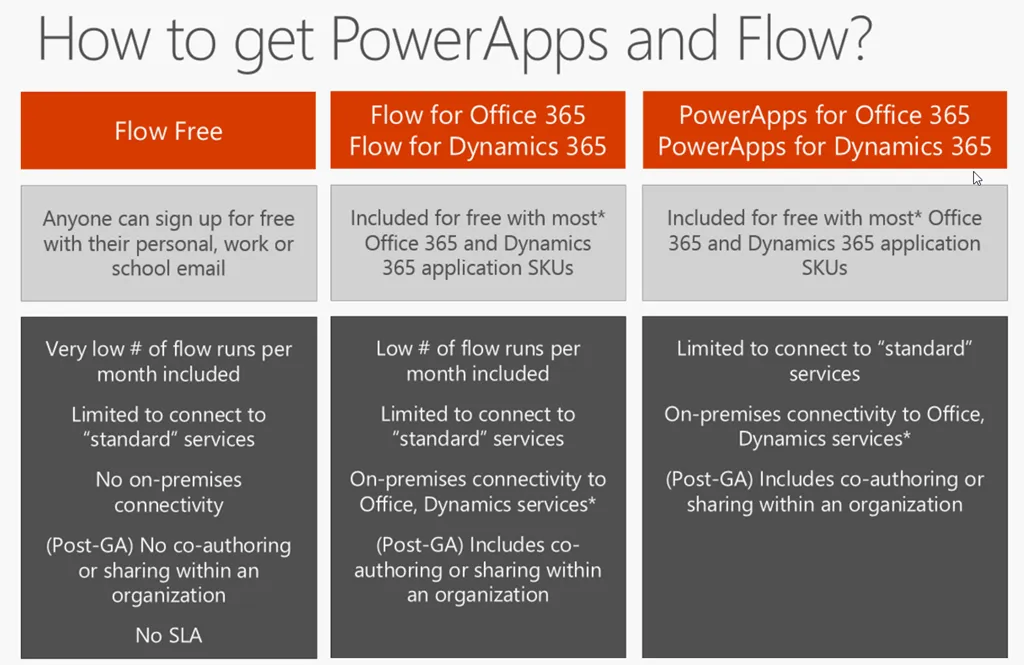 How to get PowerApps and Flow?
Flow Free
Flow for Office 365
Flow for Dynamics 365
PowerApps for Office 365
PowerApps for Dynamics 365
Anyone can sign up for free
with their personal, work or
school email
Included for free with most*
Office 365 and Dynamics
365 application SKUs
Included for free with most* Office
365 and Dynamics 365 application
SKUs
Very low # of flow runs per
month included
Limited to connect to
“standard” services
No on-premises
connectivity
(Post-GA) No co-authoring
or sharing within an
organization
No SLA
Low # of flow runs per
month included
Limited to connect to
“standard” services
On-premises connectivity to
Office, Dynamics services*
(Post-GA) Includes co-
authoring or sharing within
an organization
Limited to connect to “standard”
services
On-premises connectivity to Office,
Dynamics services*
(Post-GA) Includes co-authoring or
sharing within an organization